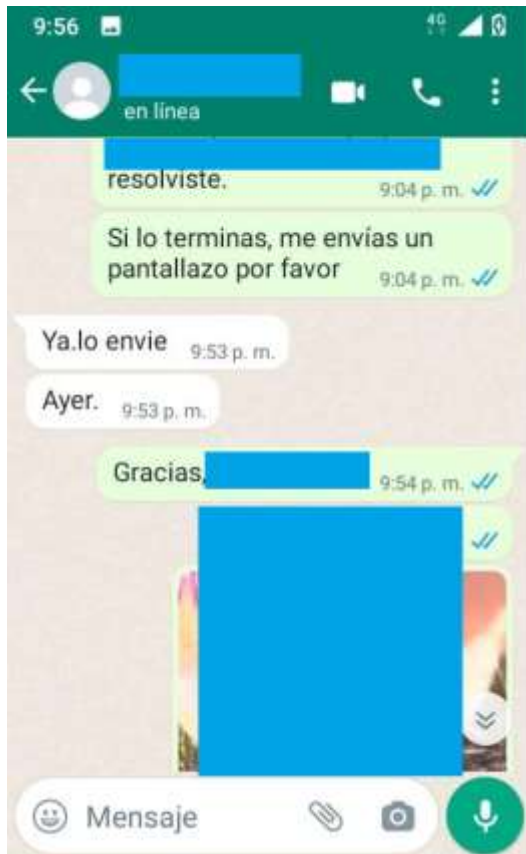 9:56
4G
en línea
resolviste.
9:04 p. m.
Si lo terminas, me envías un
pantallazo por favor
9:04 p. m.
Ya.lo envie
9:53 p. m.
Ayer.
9:53 p. m.
Gracias,
9:54 p. m.
Mensaje